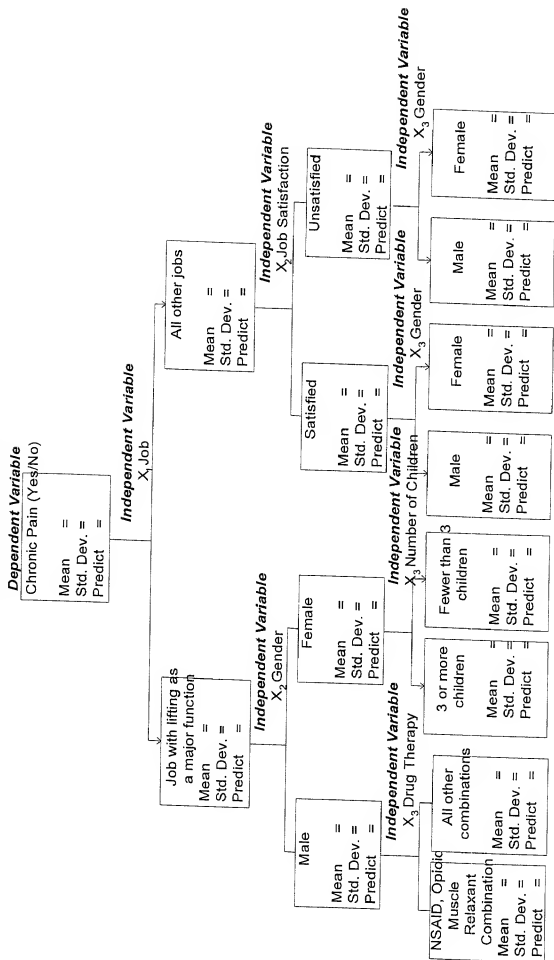 Dependent Variable
Chronic Pain (Yes/No)
Mean =
Std. Dev. =
Predict =
Independent Variable
X1 Job
Job with lifting as
a major function
Mean =
Std. Dev. =
Predict =
All other jobs
Mean =
Std. Dev. =
Predict =
Independent Variable
X2 Gender
Independent Variable
X2 Job Satisfaction
Male
Mean =
Std. Dev. =
Predict =
Female
Mean =
Std. Dev. =
Predict =
Satisfied
Mean =
Std. Dev. =
Predict =
Unsatisfied
Mean =
Std. Dev. =
Predict =
Independent Variable
X3 Drug Therapy
Independent Variable
X3 Number of Children
Independent Variable
X3 Gender
Independent Variable
X3 Gender
NSAID, Opidic
Muscle
Relaxant
Combination
Mean =
Std. Dev. =
Predict =
All other
combinations
Mean =
Std. Dev. =
Predict =
3 or more
children
Mean =
Std. Dev. =
Predict =
Fewer than 3
children
Mean =
Std. Dev. =
Predict =
Male
Mean =
Std. Dev. =
Predict =
Female
Mean =
Std. Dev. =
Predict =
Male
Mean =
Std. Dev. =
Predict =
Female
Mean =
Std. Dev. =
Predict =